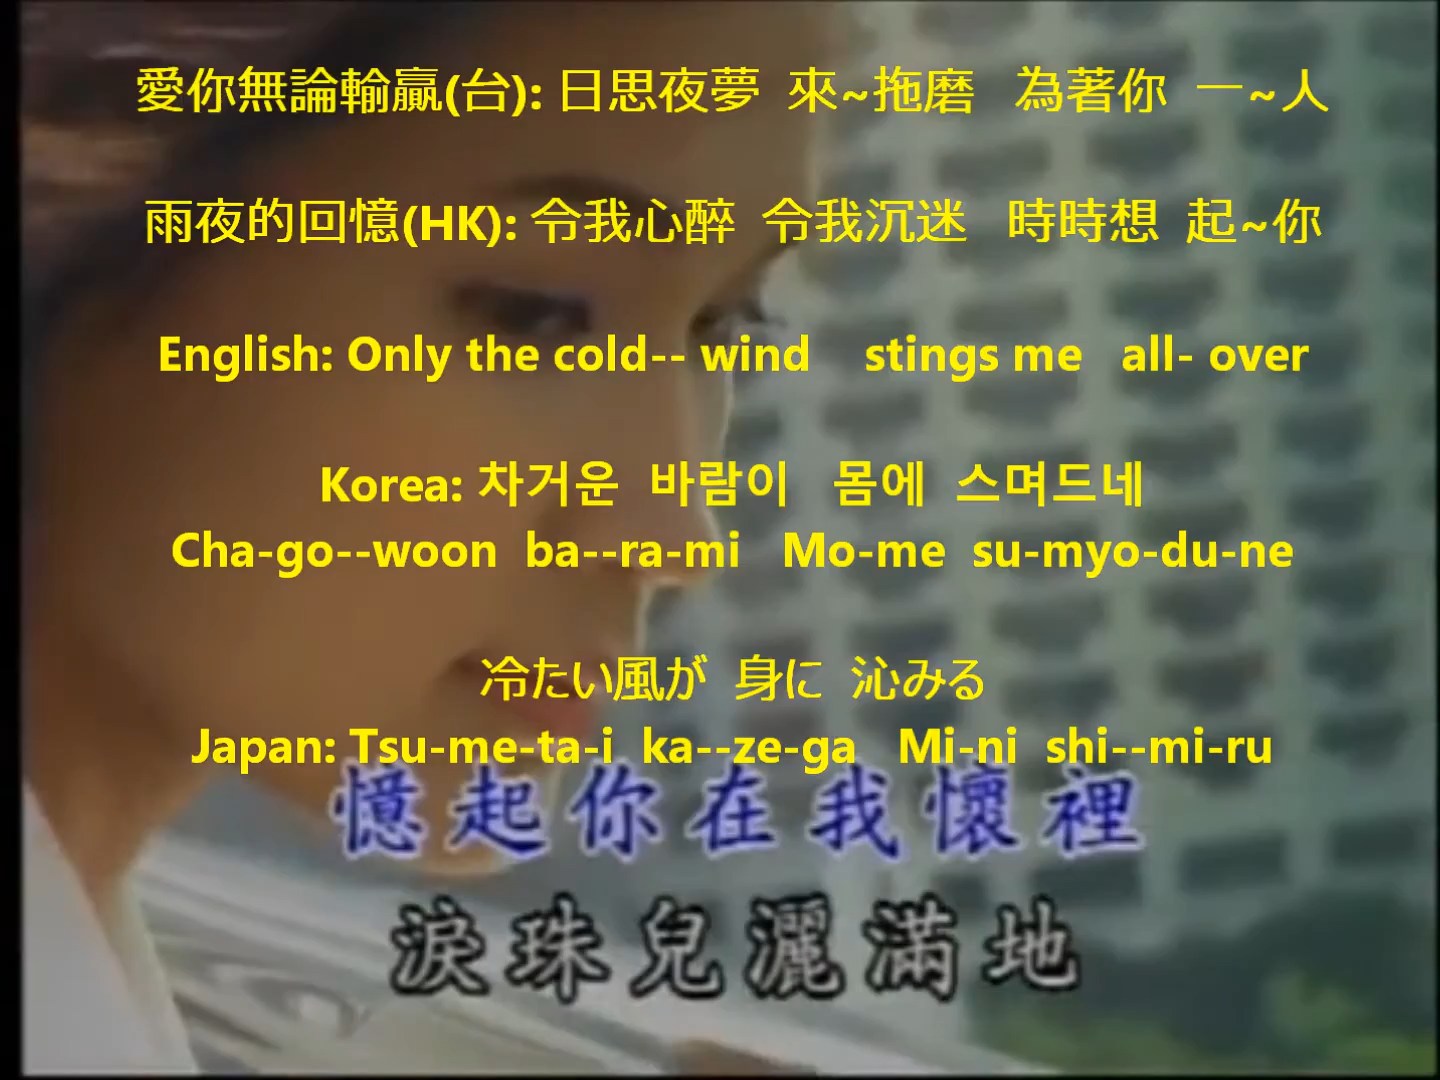 愛你無論輸贏(台): 日思夜夢 來~拖磨 為著你 一~人
雨夜的回憶(HK): 令我心醉 令我沉迷 時時想 起~你
English: Only the cold-- wind stings me all- over
Korea: 차거운 바람이 몸에 스며드네
Cha-go--woon ba--ra-mi Mo-me su-myo-du-ne
冷たい風が 身に 沁みる
Japan: Tsu-me-ta-i ka--ze-ga Mi-ni shi--mi-ru
憶起你在我懷裡
淚珠兒灑滿地